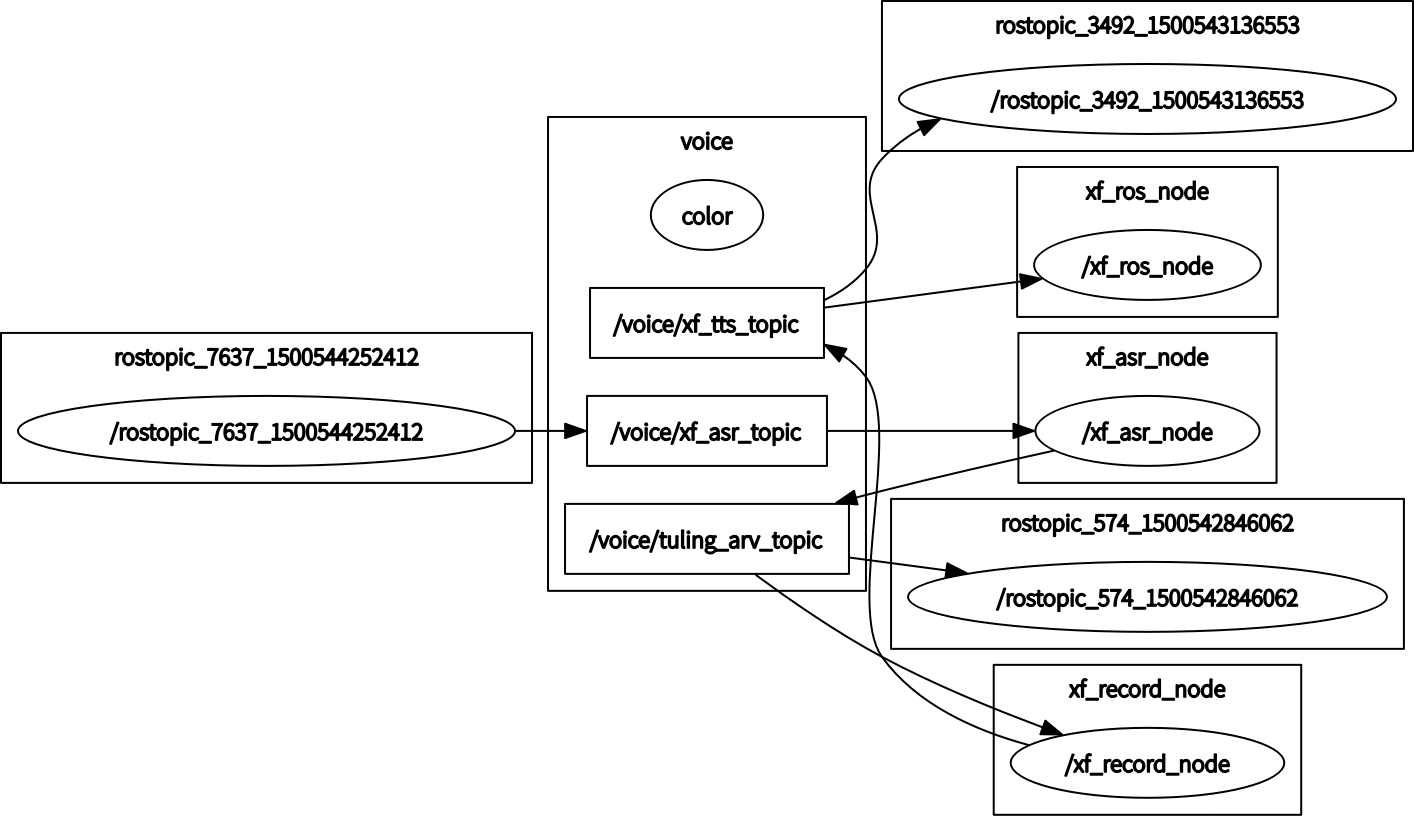 rostopic_3492_1500543136553
/rostopic_3492_1500543136553
voice
color
xf_ros_node
/xf_ros_node
/voice/xf_tts_topic
rostopic_7637_1500544252412
/rostopic_7637_1500544252412
/voice/xf_asr_topic
xf_asr_node
/xf_asr_node
/voice/tuling_arv_topic
rostopic_574_1500542846062
/rostopic_574_1500542846062
xf_record_node
/xf_record_node